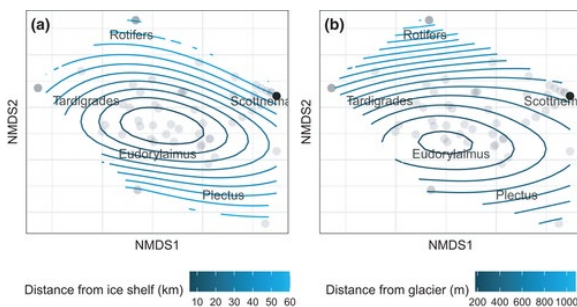 (a)
Rotifers
Tardigrades
Scottnema
Eudorylaimus
Plectus
NMDS2
NMDS1
Distance from ice shelf (km)
10 20 30 40 50 60
(b)
Rotifers
Tardigrades
Scottnema
Eudorylaimus
Plectus
NMDS2
NMDS1
Distance from glacier (m)
200 400 600 800 1000